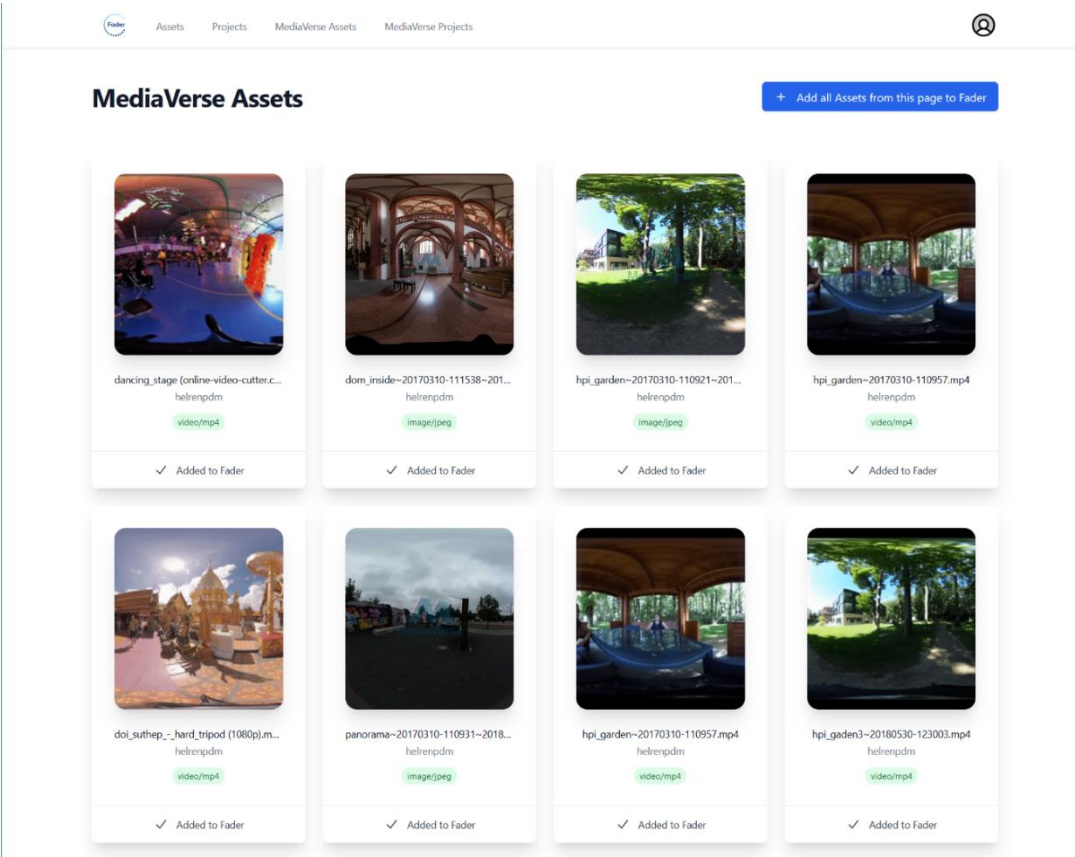 Fader
Assets
Projects
MediaVerse Assets
MediaVerse Projects
MediaVerse Assets
+ Add all Assets from this page to Fader
dancing_stage (online-video-cutter.c...
helrenpdm
video/mp4
✓ Added to Fader
dom_inside~20170310-111538~201...
helrenpdm
image/jpeg
✓ Added to Fader
hpi_garden~20170310-110921~201...
helrenpdm
image/jpeg
✓ Added to Fader
hpi_garden~20170310-110957.mp4
helrenpdm
video/mp4
✓ Added to Fader
doi_suthep_-_hard_tripod (1080p).m...
helrenpdm
video/mp4
✓ Added to Fader
panorama~20170310-110931~2018...
helrenpdm
image/jpeg
✓ Added to Fader
hpi_garden~20170310-110957.mp4
helrenpdm
video/mp4
✓ Added to Fader
hpi_gaden3~20180530-123003.mp4
helrenpdm
video/mp4
✓ Added to Fader